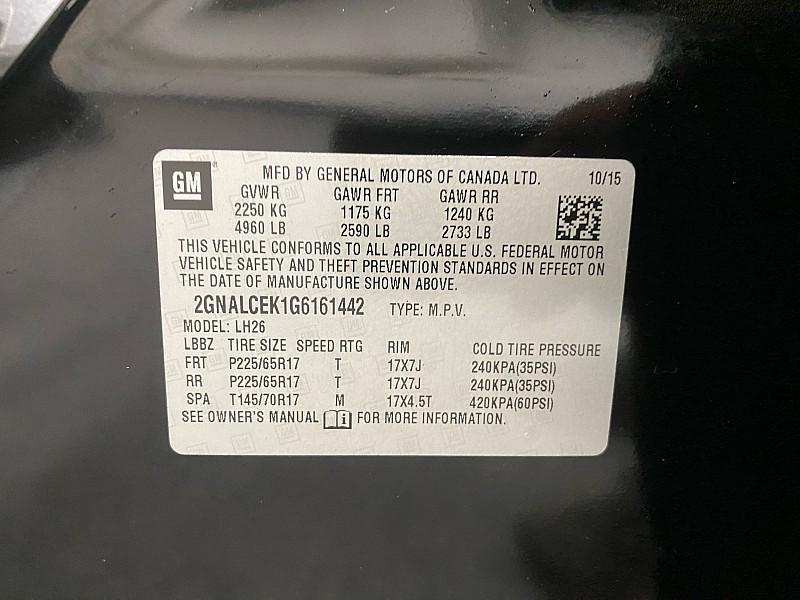 GM MFD BY GENERAL MOTORS OF CANADA LTD. 10/15
GVWR GAWR FRT GAWR RR
2250 KG 1175 KG 1240 KG
4960 LB 2590 LB 2733 LB
THIS VEHICLE CONFORMS TO ALL APPLICABLE U.S. FEDERAL MOTOR
VEHICLE SAFETY AND THEFT PREVENTION STANDARDS IN EFFECT ON
THE DATE OF MANUFACTURE SHOWN ABOVE.
2GNALCEK1G6161442 TYPE: M.P.V.
MODEL: LH26
LBBZ TIRE SIZE SPEED RTG RIM COLD TIRE PRESSURE
FRT P225/65R17 T 17X7J 240KPA(35PSI)
RR P225/65R17 T 17X7J 240KPA(35PSI)
SPA T145/70R17 M 17X4.5T 420KPA(60PSI)
SEE OWNER'S MANUAL FOR MORE INFORMATION.